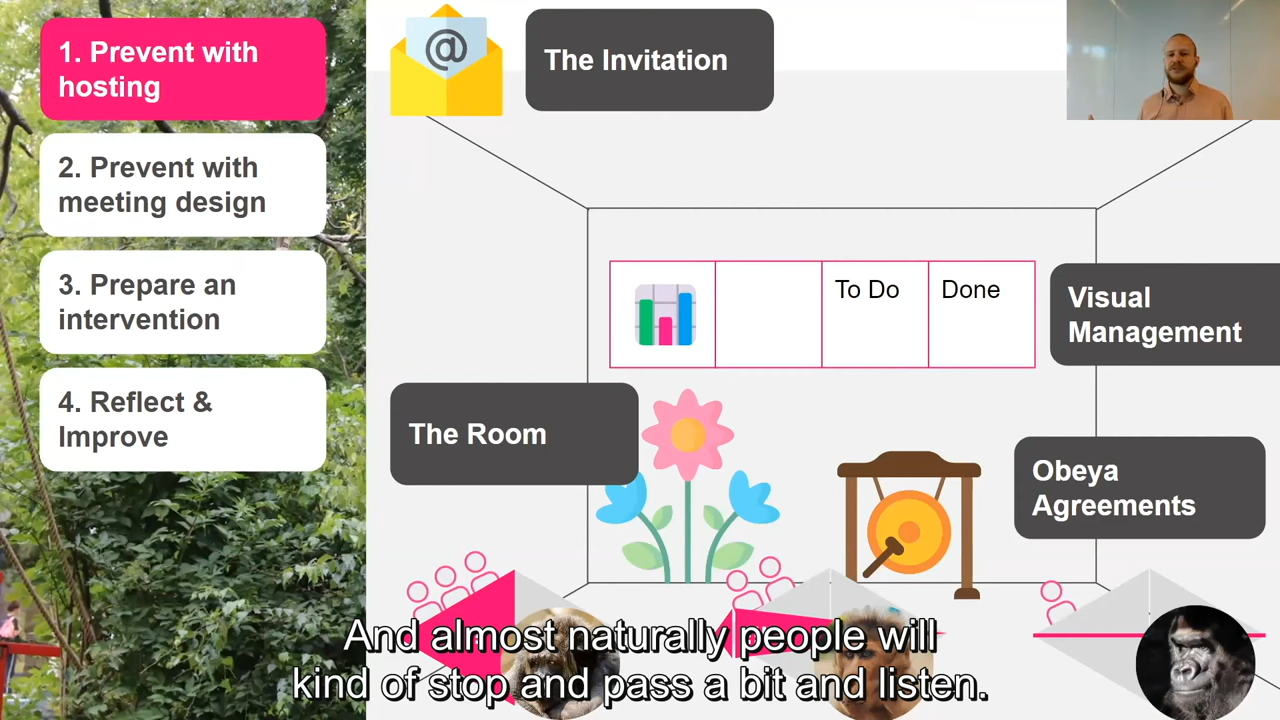 1. Prevent with
hosting
2. Prevent with
meeting design
3. Prepare an
intervention
4. Reflect &
Improve
@
The Invitation
To Do
Done
Visual
Management
The Room
Obeya
Agreements
And almost naturally people will
kind of stop and pass a bit and listen.